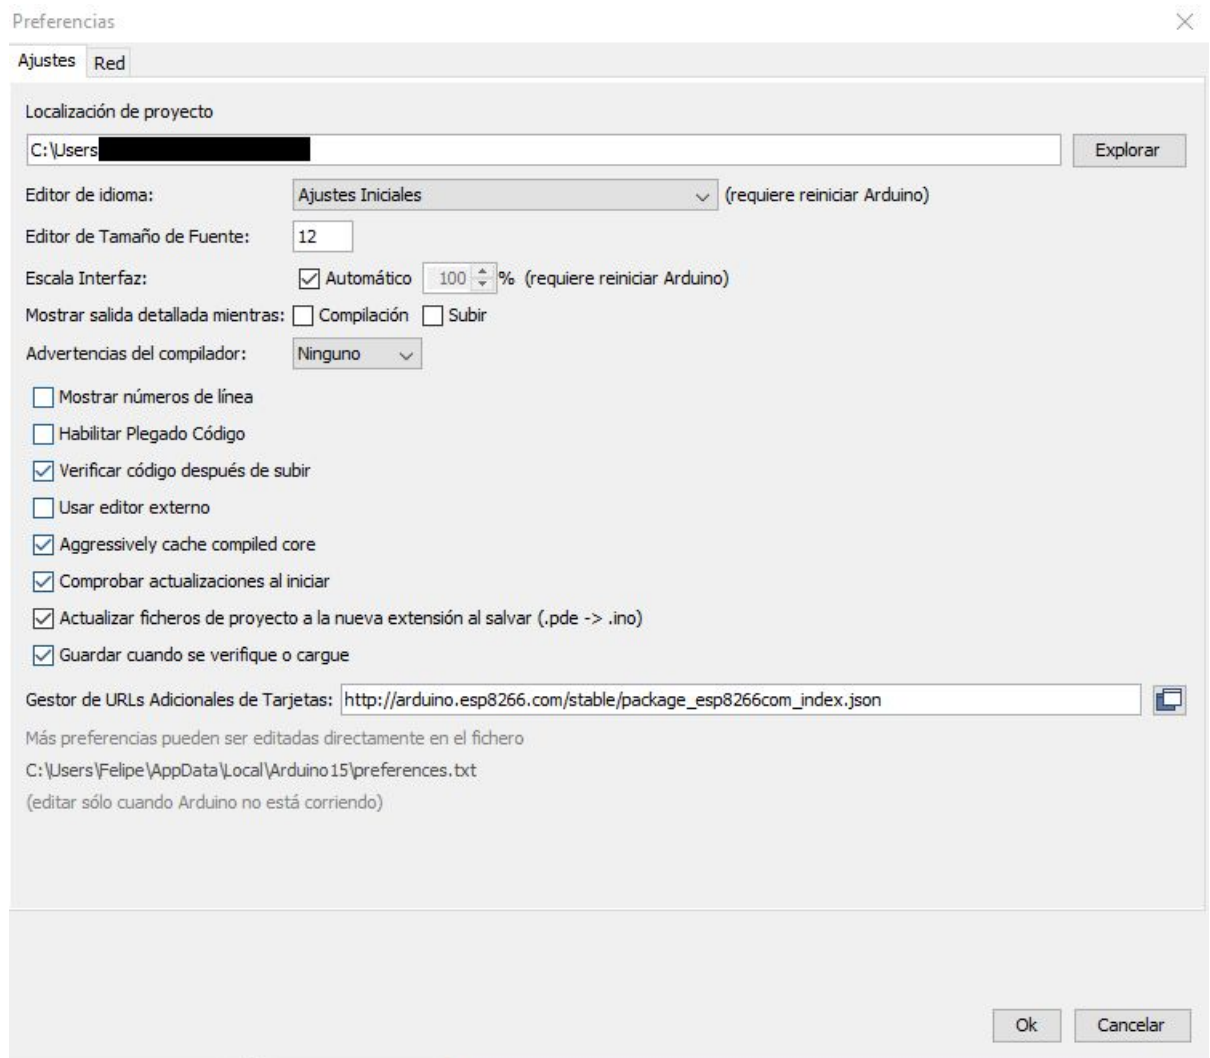 Preferencias
Ajustes Red
Localización de proyecto
C:\Users Explorar
Editor de idioma: Ajustes Iniciales (requiere reiniciar Arduino)
Editor de Tamaño de Fuente: 12
Escala Interfaz: Automático 100 % (requiere reiniciar Arduino)
Mostrar salida detallada mientras: Compilación Subir
Advertencias del compilador: Ninguno
Mostrar números de línea
Habilitar Plegado Código
Verificar código después de subir
Usar editor externo
Aggressively cache compiled core
Comprobar actualizaciones al iniciar
Actualizar ficheros de proyecto a la nueva extensión al salvar (.pde -> .ino)
Guardar cuando se verifique o cargue
Gestor de URLs Adicionales de Tarjetas: http://arduino.esp8266.com/stable/package_esp8266com_index.json
Más preferencias pueden ser editadas directamente en el fichero
C:\Users\Felipe\AppData\Local\Arduino15\preferences.txt
(editar sólo cuando Arduino no está corriendo)
Ok Cancelar